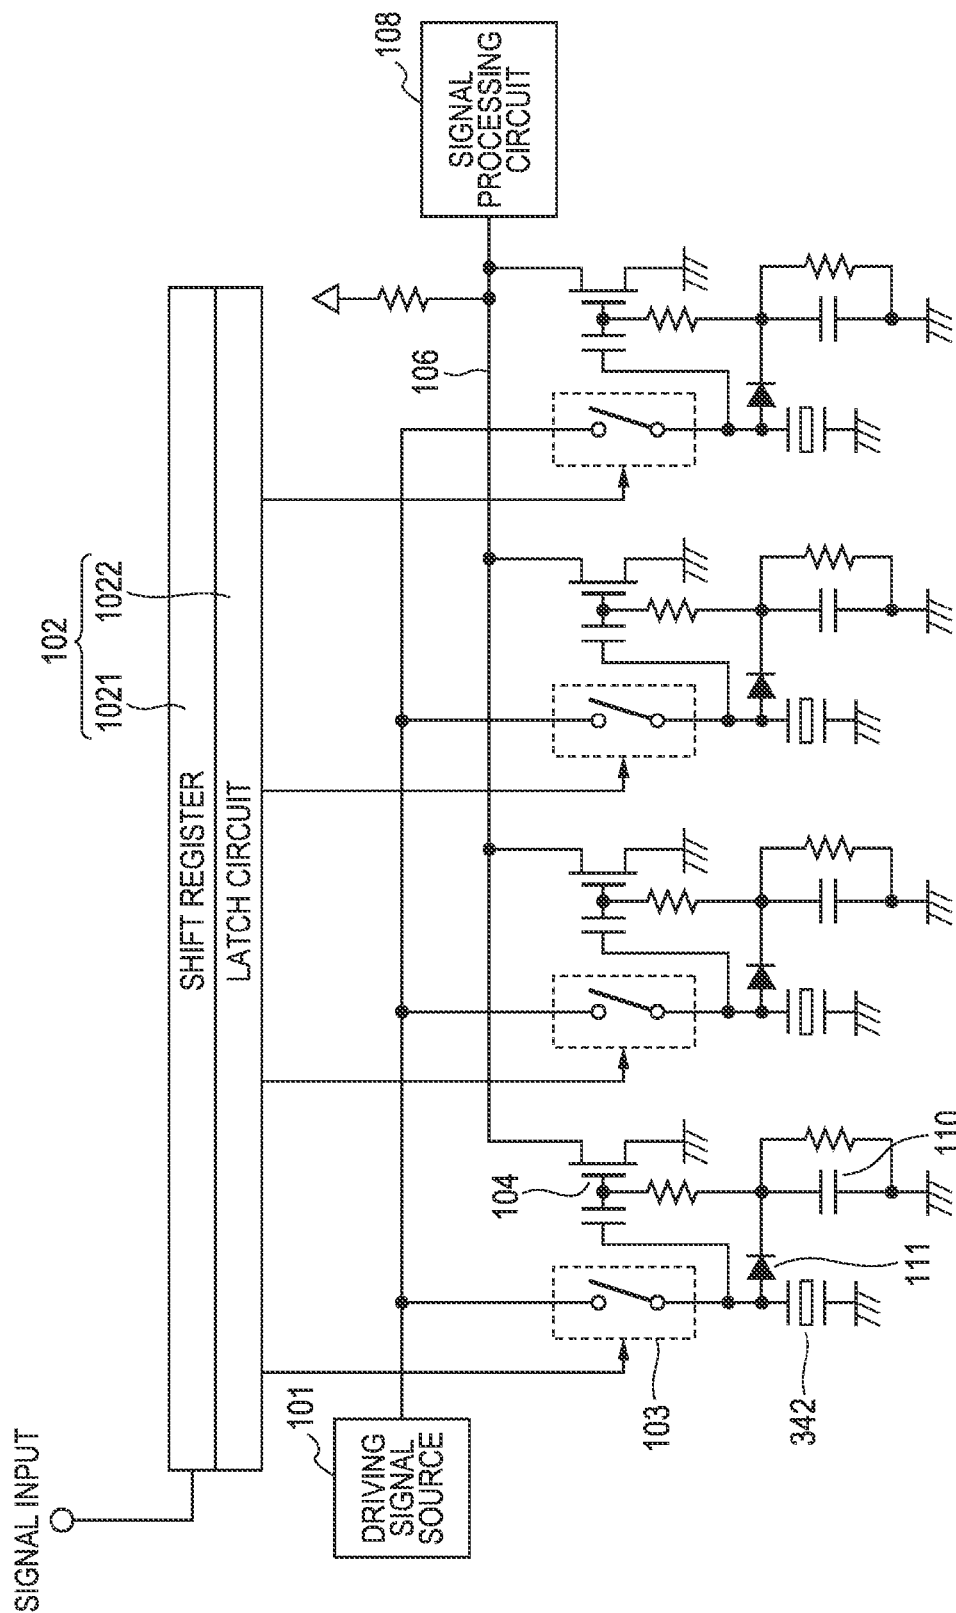 SIGNAL INPUT
102
1021
1022
SHIFT REGISTER
LATCH CIRCUIT
101
DRIVING
SIGNAL
SOURCE
106
108
SIGNAL
PROCESSING
CIRCUIT
103
104
342
111
110